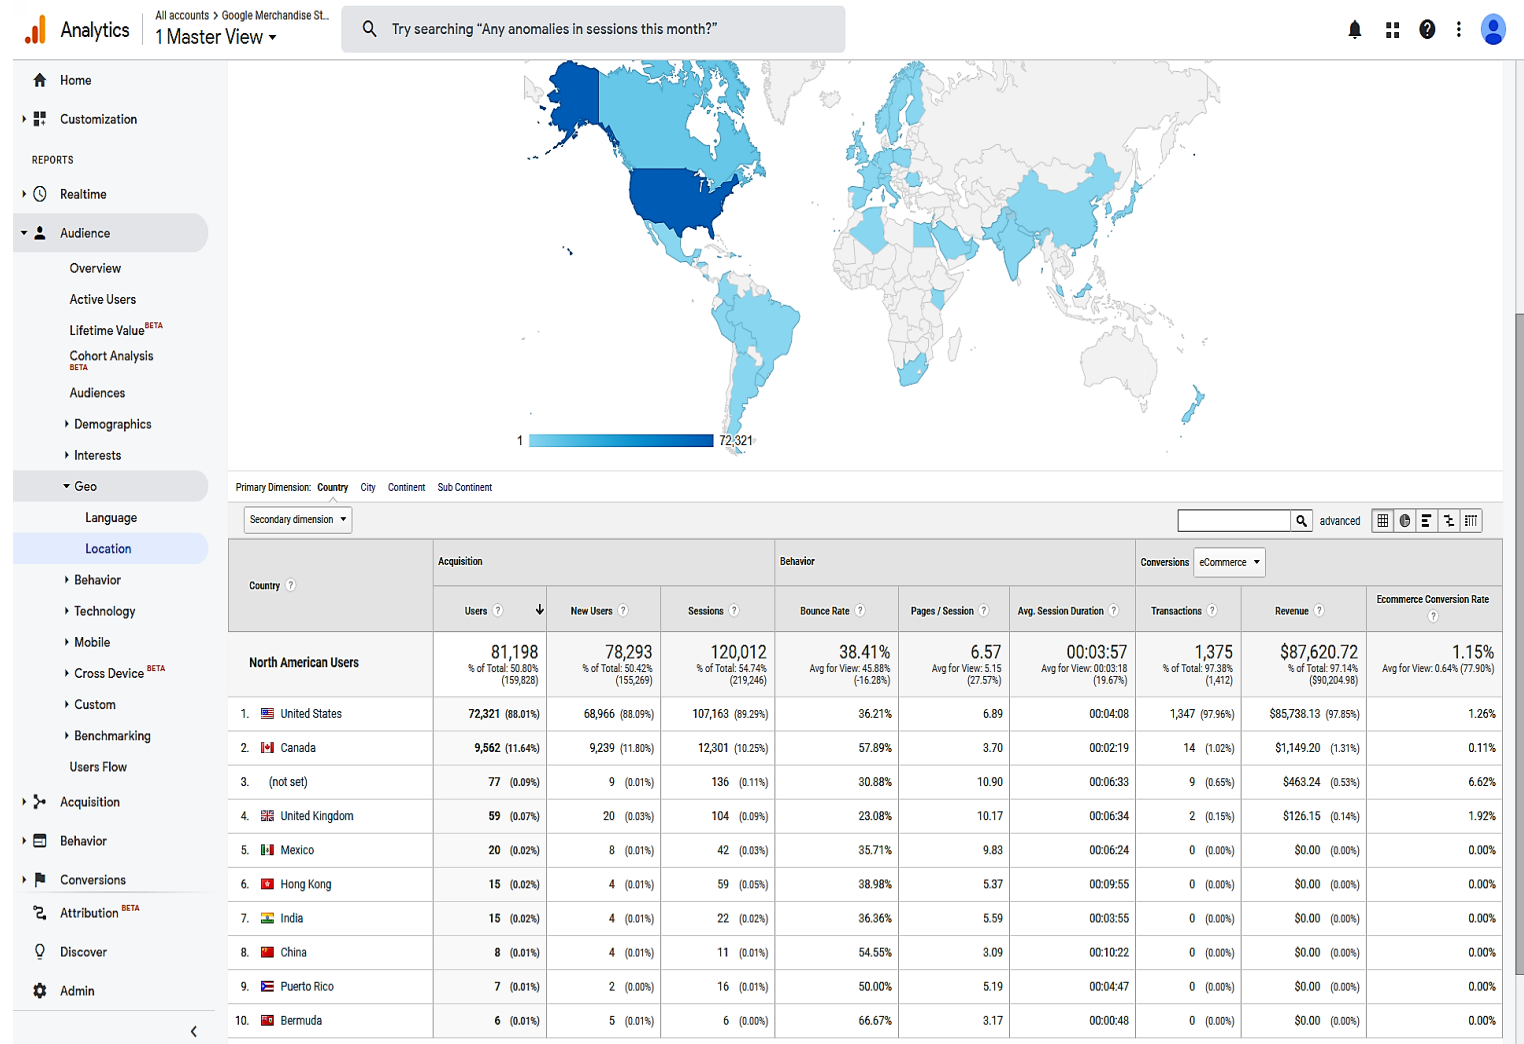 Analytics
All accounts > Google Merchandise St...
1 Master View
Try searching “Any anomalies in sessions this month?”
Home
Customization
REPORTS
Realtime
Audience
Overview
Active Users
Lifetime Value BETA
Cohort Analysis
BETA
Audiences
Demographics
Interests
Geo
Language
Location
Behavior
Technology
Mobile
Cross Device BETA
Custom
Benchmarking
Users Flow
Acquisition
Behavior
Conversions
Attribution BETA
Discover
Admin
1 72,321
Primary Dimension: Country City Continent Sub Continent
Secondary dimension
advanced
Country ?
Acquisition
Behavior
Conversions eCommerce
Users ? New Users ? Sessions ? Bounce Rate ? Pages / Session ? Avg. Session Duration ? Transactions ? Revenue ? Ecommerce Conversion Rate ?
North American Users
81,198 78,293 120,012 38.41% 6.57 00:03:57 1,375 $87,620.72 1.15%
% of Total: 50.80% % of Total: 50.42% % of Total: 54.74% Avg for View: 45.88% Avg for View: 5.15 Avg for View: 00:03:18 % of Total: 97.38% % of Total: 97.14% Avg for View: 0.64% (77.90%)
(159,828) (155,269) (219,246) (-16.28%) (27.57%) (19.67%) (1,412) ($90,204.98)
1. United States 72,321 (88.01%) 68,966 (88.09%) 107,163 (89.29%) 36.21% 6.89 00:04:08 1,347 (97.96%) $85,738.13 (97.85%) 1.26%
2. Canada 9,562 (11.64%) 9,239 (11.80%) 12,301 (10.25%) 57.89% 3.70 00:02:19 14 (1.02%) $1,149.20 (1.31%) 0.11%
3. (not set) 77 (0.09%) 9 (0.01%) 136 (0.11%) 30.88% 10.90 00:06:33 9 (0.65%) $463.24 (0.53%) 6.62%
4. United Kingdom 59 (0.07%) 20 (0.03%) 104 (0.09%) 23.08% 10.17 00:06:34 2 (0.15%) $126.15 (0.14%) 1.92%
5. Mexico 20 (0.02%) 8 (0.01%) 42 (0.03%) 35.71% 9.83 00:06:24 0 (0.00%) $0.00 (0.00%) 0.00%
6. Hong Kong 15 (0.02%) 4 (0.01%) 59 (0.05%) 38.98% 5.37 00:09:55 0 (0.00%) $0.00 (0.00%) 0.00%
7. India 15 (0.02%) 4 (0.01%) 22 (0.02%) 36.36% 5.59 00:03:55 0 (0.00%) $0.00 (0.00%) 0.00%
8. China 8 (0.01%) 4 (0.01%) 11 (0.01%) 54.55% 3.09 00:10:22 0 (0.00%) $0.00 (0.00%) 0.00%
9. Puerto Rico 7 (0.01%) 2 (0.00%) 16 (0.01%) 50.00% 5.19 00:04:47 0 (0.00%) $0.00 (0.00%) 0.00%
10. Bermuda 6 (0.01%) 5 (0.01%) 6 (0.00%) 66.67% 3.17 00:00:48 0 (0.00%) $0.00 (0.00%) 0.00%